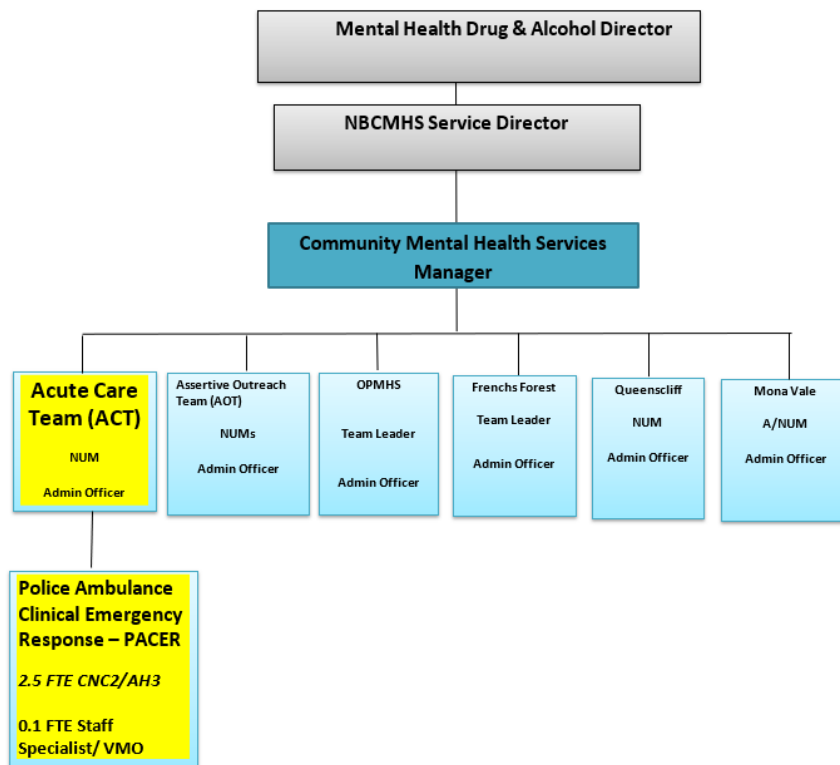 Mental Health Drug & Alcohol Director
NBCMHS Service Director
Community Mental Health Services
Manager
Acute Care
Team (ACT)
NUM
Admin Officer
Assertive Outreach
Team (AOT)
NUMs
Admin Officer
OPMHS
Team Leader
Admin Officer
Frenchs Forest
Team Leader
Admin Officer
Queenscliff
NUM
Admin Officer
Mona Vale
A/NUM
Admin Officer
Police Ambulance
Clinical Emergency
Response – PACER
2.5 FTE CNC2/AH3
0.1 FTE Staff
Specialist/ VMO